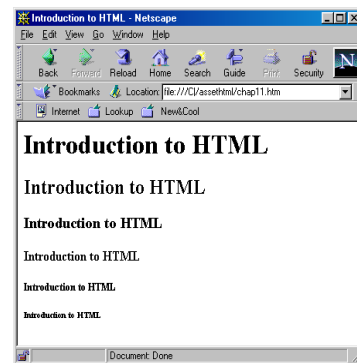 Introduction to HTML - Netscape
File Edit View Go Window Help
Back Forward Reload Home Search Guide Print Security N
Bookmarks Location: file:///C|/assethtml/chap11.htm
Internet Lookup New&Cool
Introduction to HTML
Introduction to HTML
Introduction to HTML
Introduction to HTML
Introduction to HTML
Introduction to HTML
Document: Done